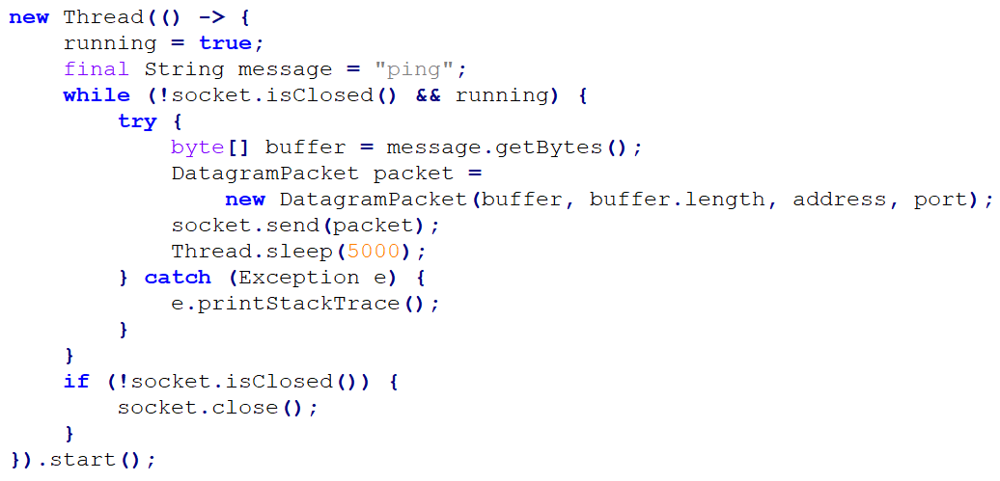 new Thread(() -> {
    running = true;
    final String message = "ping";
    while (!socket.isClosed() && running) {
        try {
            byte[] buffer = message.getBytes();
            DatagramPacket packet =
                new DatagramPacket(buffer, buffer.length, address, port);
            socket.send(packet);
            Thread.sleep(5000);
        } catch (Exception e) {
            e.printStackTrace();
        }
    }
    if (!socket.isClosed()) {
        socket.close();
    }
}).start();